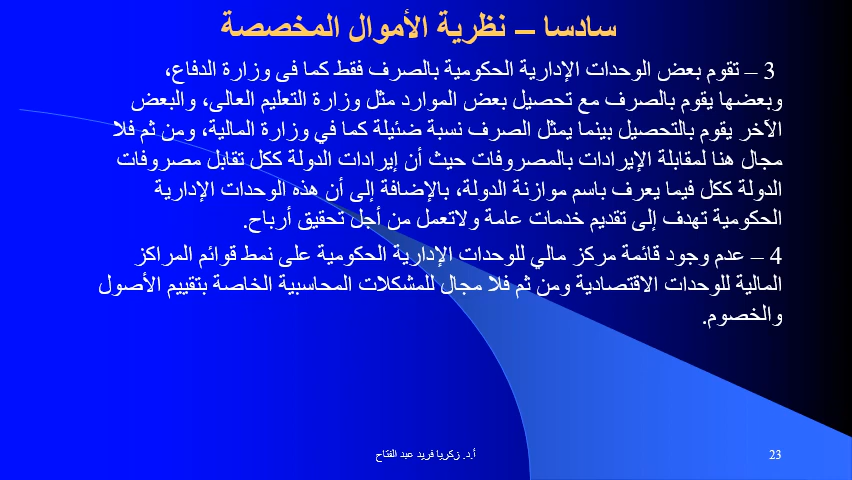 سادسا – نظرية الأموال المخصصة
3 – تقوم بعض الوحدات الإدارية الحكومية بالصرف فقط كما فى وزارة الدفاع،
وبعضها يقوم بالصرف مع تحصيل بعض الموارد مثل وزارة التعليم العالى، والبعض
الآخر يقوم بالتحصيل بينما يمثل الصرف نسبة ضئيلة كما في وزارة المالية، ومن ثم فلا
مجال هنا لمقابلة الإيرادات بالمصروفات حيث أن إيرادات الدولة ككل تقابل مصروفات
الدولة ككل فيما يعرف باسم موازنة الدولة، بالإضافة إلى أن هذه الوحدات الإدارية
الحكومية تهدف إلى تقديم خدمات عامة ولاتعمل من أجل تحقيق أرباح.
4 – عدم وجود قائمة مركز مالي للوحدات الإدارية الحكومية على نمط قوائم المراكز
المالية للوحدات الاقتصادية ومن ثم فلا مجال للمشكلات المحاسبية الخاصة بتقييم الأصول
والخصوم.
أ.د. زكريا فريد عبد الفتاح
23